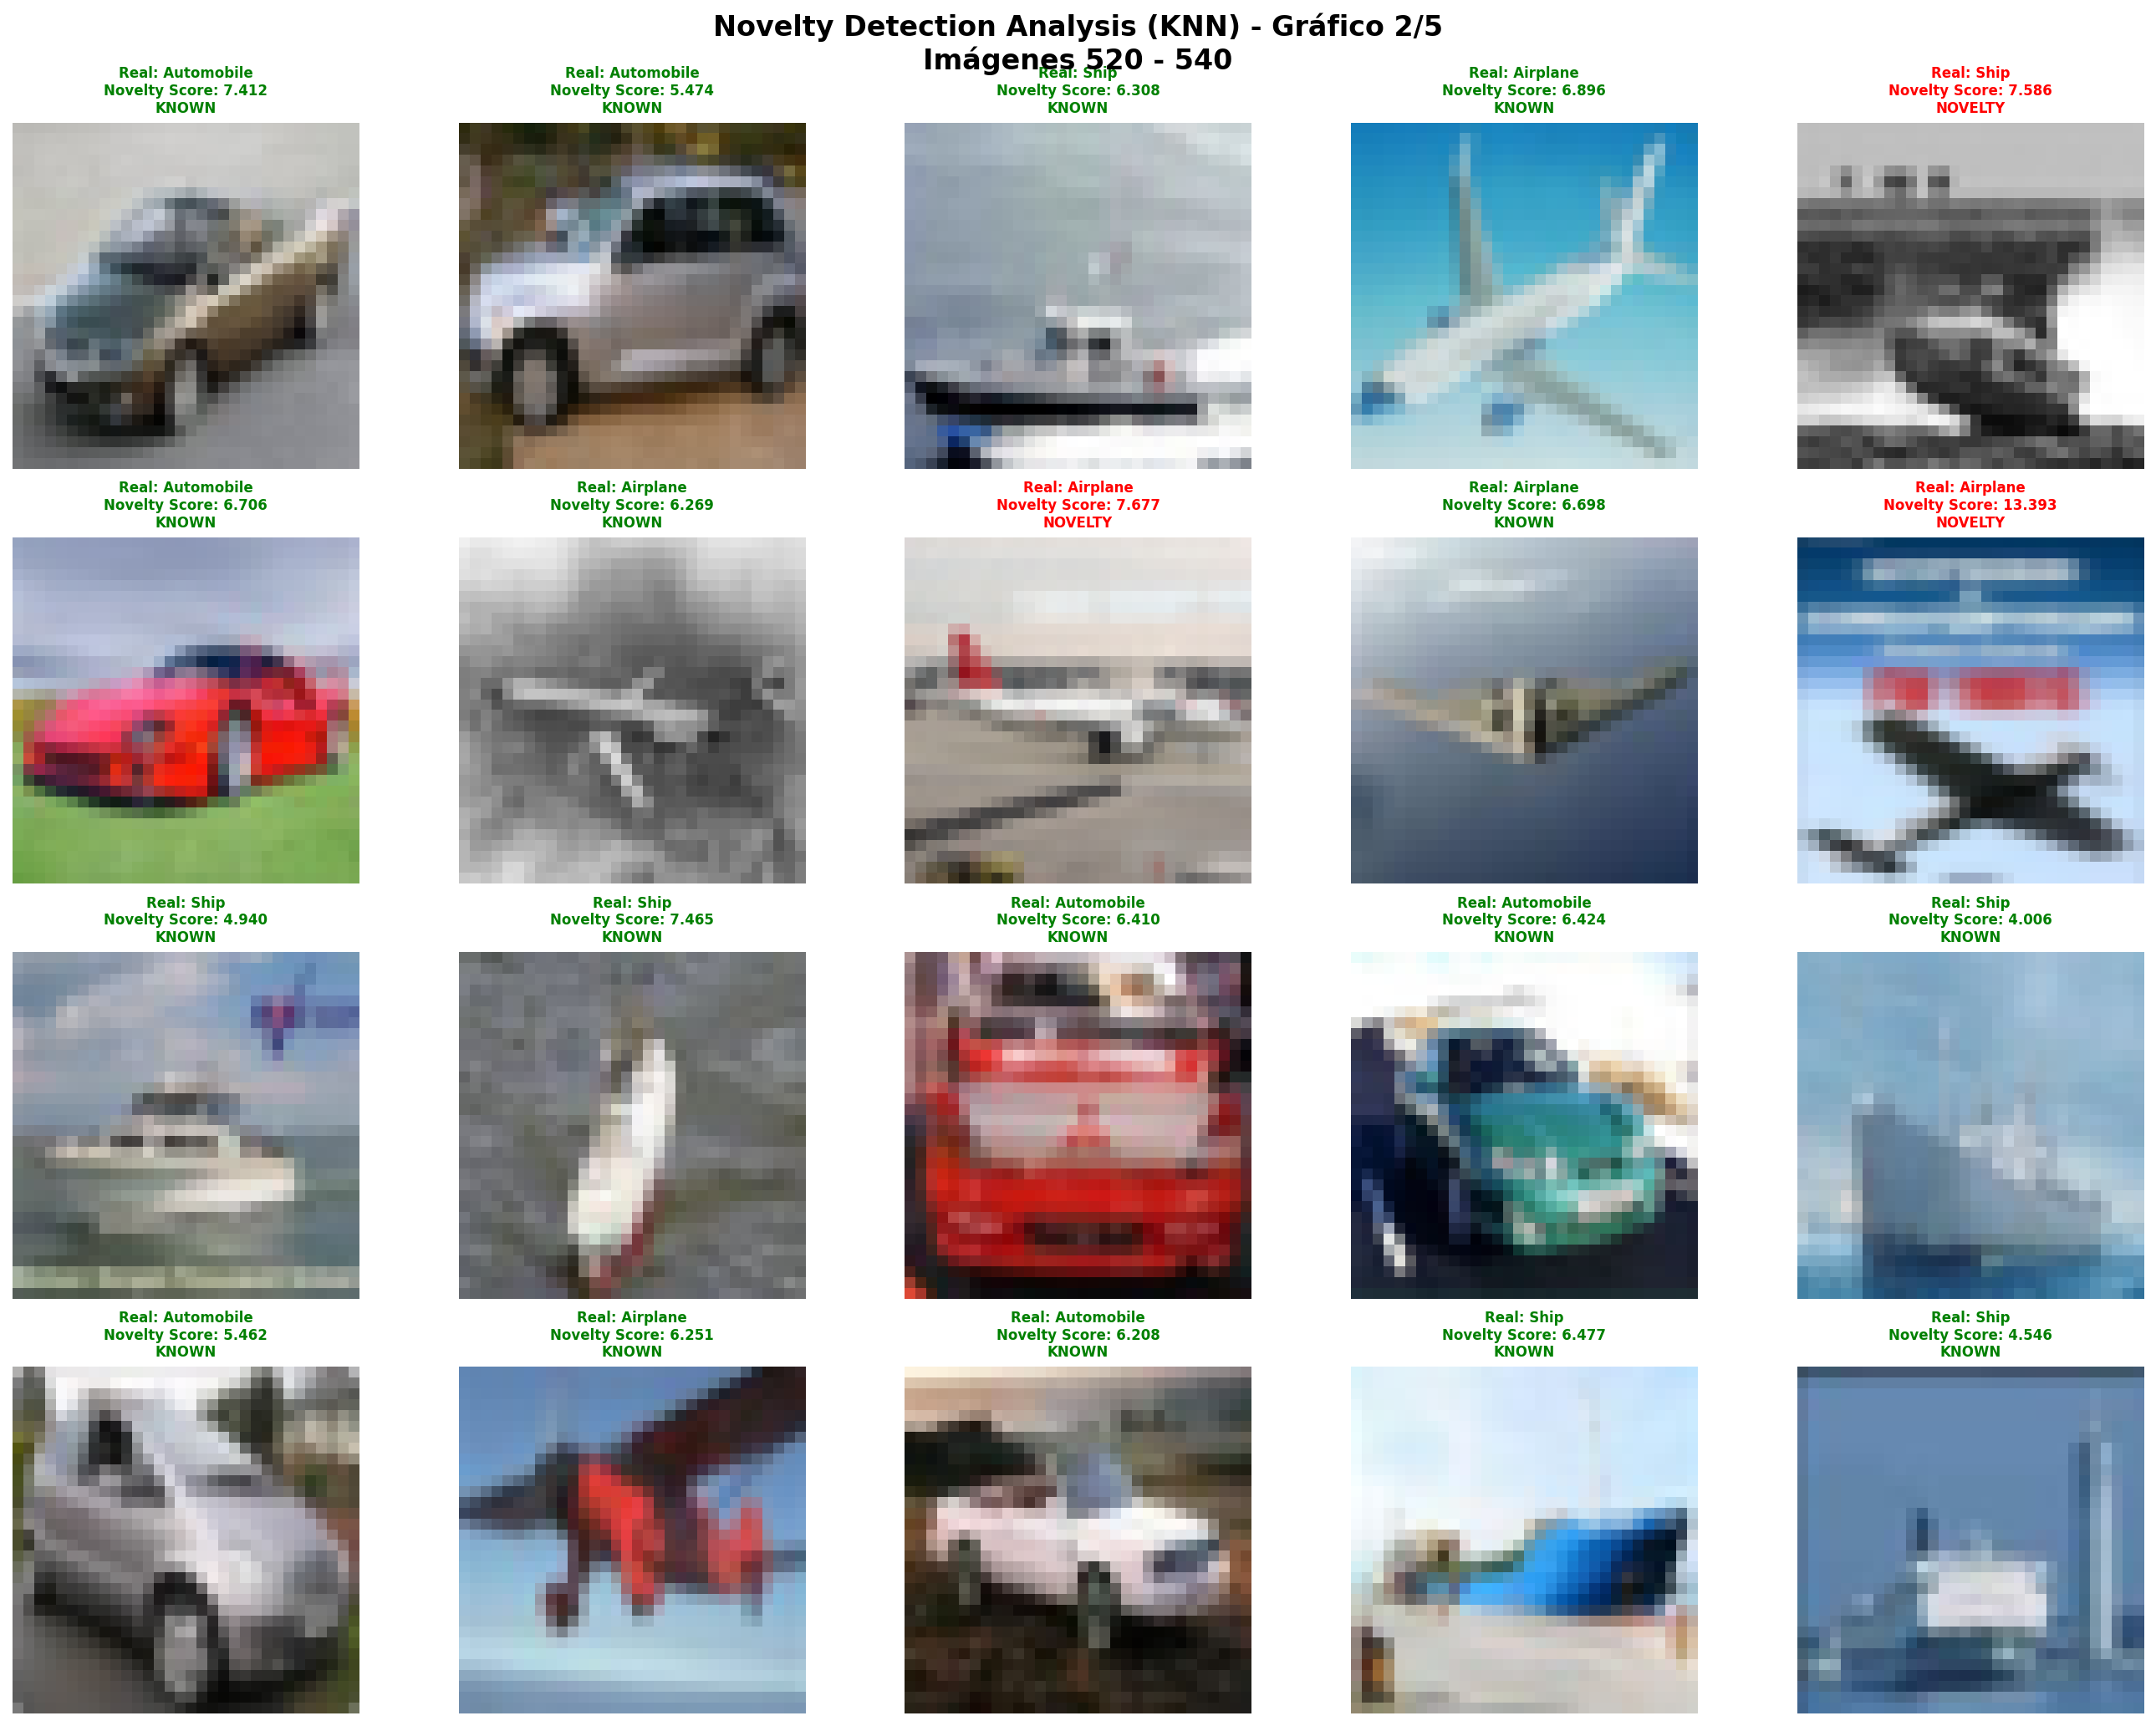 Novelty Detection Analysis (KNN) - Gráfico 2/5
Imágenes 520 - 540
Real: Automobile
Novelty Score: 7.412
KNOWN
Real: Automobile
Novelty Score: 5.474
KNOWN
Real: Ship
Novelty Score: 6.308
KNOWN
Real: Airplane
Novelty Score: 6.896
KNOWN
Real: Ship
Novelty Score: 7.586
NOVELTY
Real: Automobile
Novelty Score: 6.706
KNOWN
Real: Airplane
Novelty Score: 6.269
KNOWN
Real: Airplane
Novelty Score: 7.677
NOVELTY
Real: Airplane
Novelty Score: 6.698
KNOWN
Real: Airplane
Novelty Score: 13.393
NOVELTY
Real: Ship
Novelty Score: 4.940
KNOWN
Real: Ship
Novelty Score: 7.465
KNOWN
Real: Automobile
Novelty Score: 6.410
KNOWN
Real: Automobile
Novelty Score: 6.424
KNOWN
Real: Ship
Novelty Score: 4.006
KNOWN
Real: Automobile
Novelty Score: 5.462
KNOWN
Real: Airplane
Novelty Score: 6.251
KNOWN
Real: Automobile
Novelty Score: 6.208
KNOWN
Real: Ship
Novelty Score: 6.477
KNOWN
Real: Ship
Novelty Score: 4.546
KNOWN